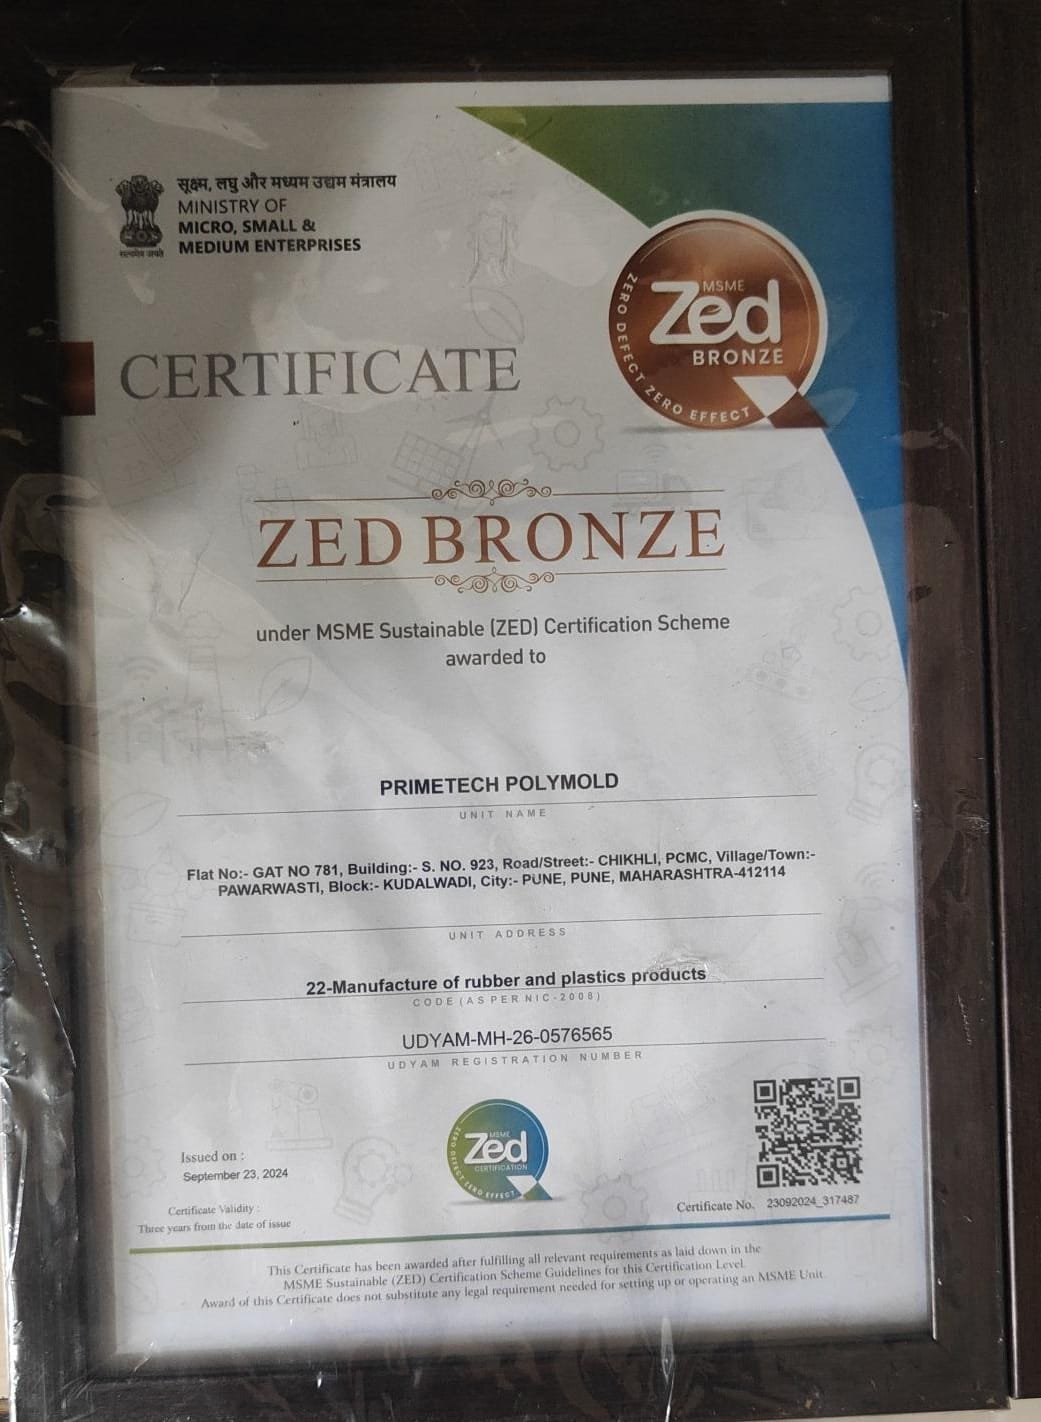 सूक्ष्म, लघु और मध्यम उद्यम मंत्रालय
MINISTRY OF
MICRO, SMALL &
MEDIUM ENTERPRISES
सत्यमेव जयते
MSME
Zed
BRONZE
ZERO DEFECT ZERO EFFECT
CERTIFICATE
ZED BRONZE
under MSME Sustainable (ZED) Certification Scheme
awarded to
PRIMETECH POLYMOLD
UNIT NAME
Flat No:- GAT NO 781, Building:- S. NO. 923, Road/Street:- CHIKHLI, PCMC, Village/Town:-
PAWARWASTI, Block:- KUDALWADI, City:- PUNE, PUNE, MAHARASHTRA-412114
UNIT ADDRESS
22-Manufacture of rubber and plastics products
CODE (AS PER NIC-2008)
UDYAM-MH-26-0576565
UDYAM REGISTRATION NUMBER
MSME
Zed
CERTIFICATION
ZERO DEFECT ZERO EFFECT
Issued on :
September 23, 2024
Certificate Validity :
Three years from the date of issue
Certificate No. 23092024_317487
This Certificate has been awarded after fulfilling all relevant requirements as laid down in the
MSME Sustainable (ZED) Certification Scheme Guidelines for this Certification Level.
Award of this Certificate does not substitute any legal requirement needed for setting up or operating an MSME Unit.